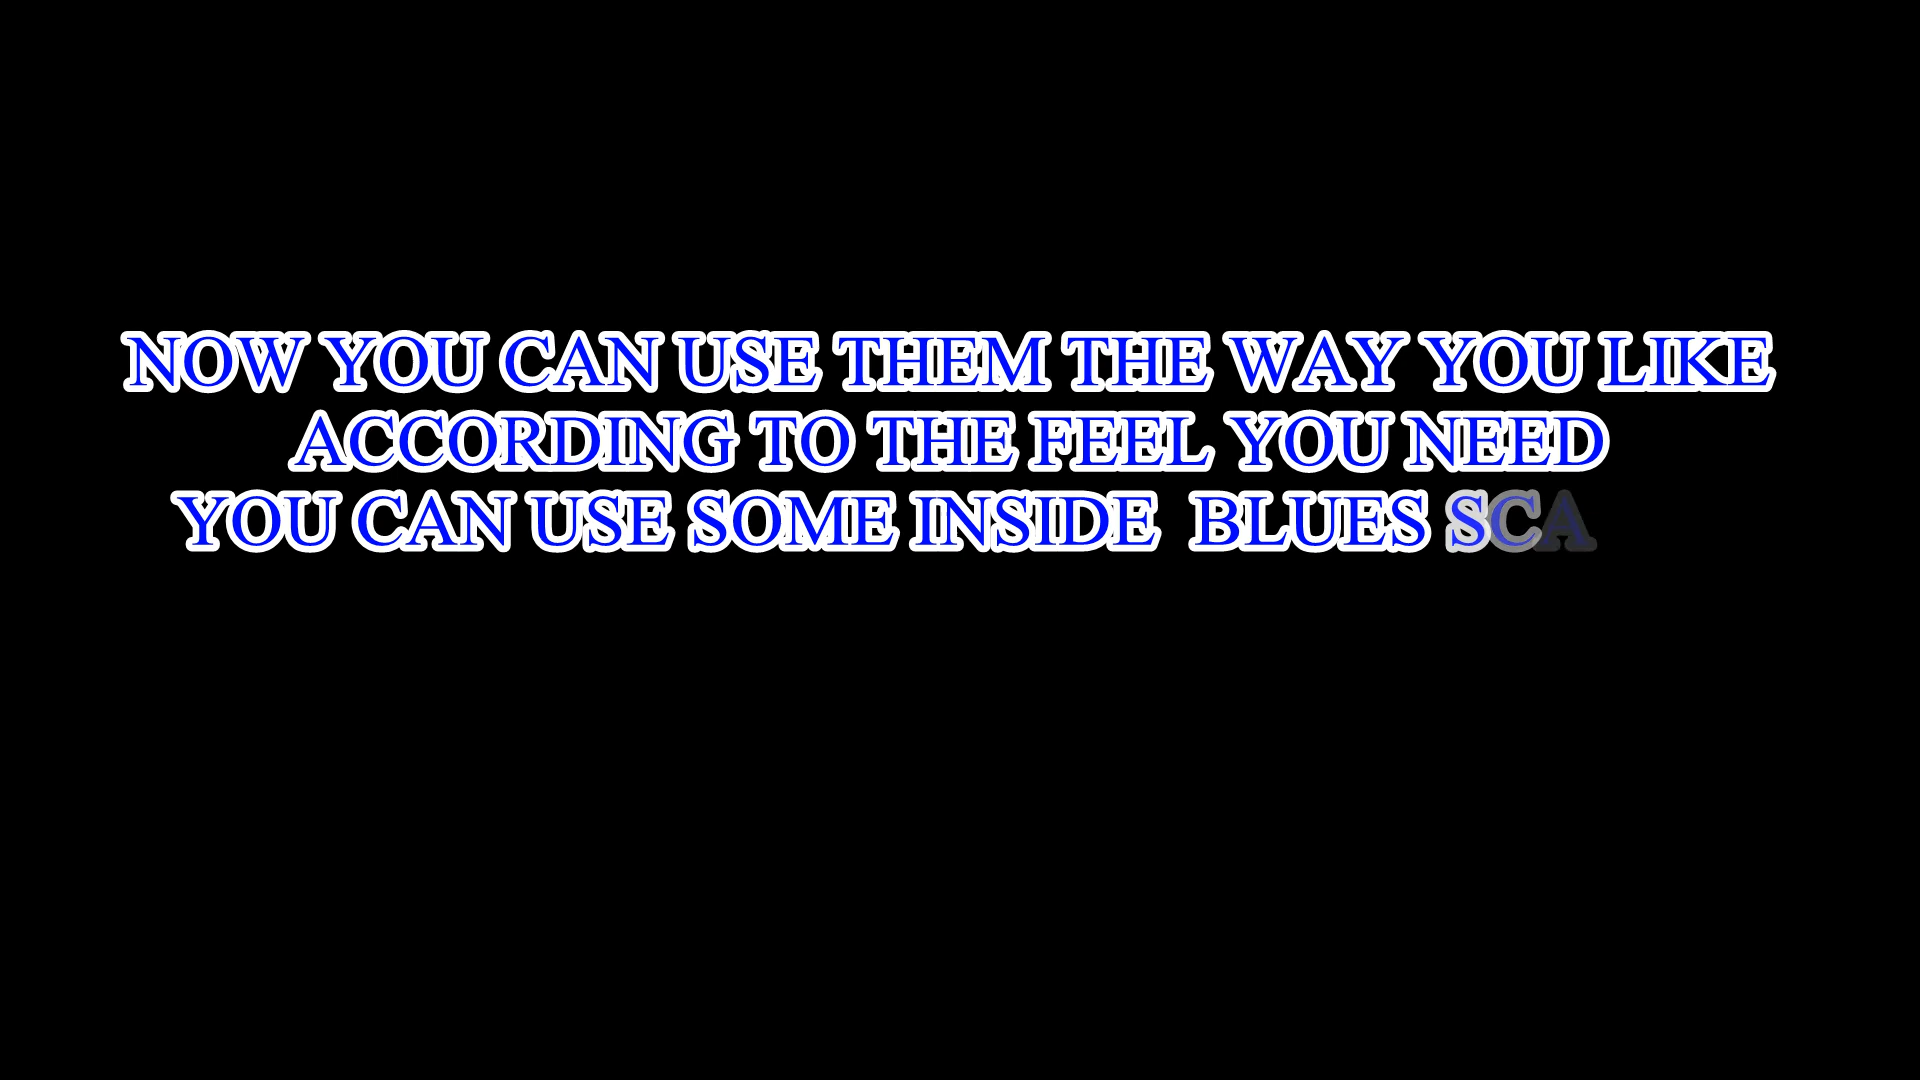 NOW YOU CAN USE THEM THE WAY YOU LIKE
ACCORDING TO THE FEEL YOU NEED
YOU CAN USE SOME INSIDE  BLUES SCA